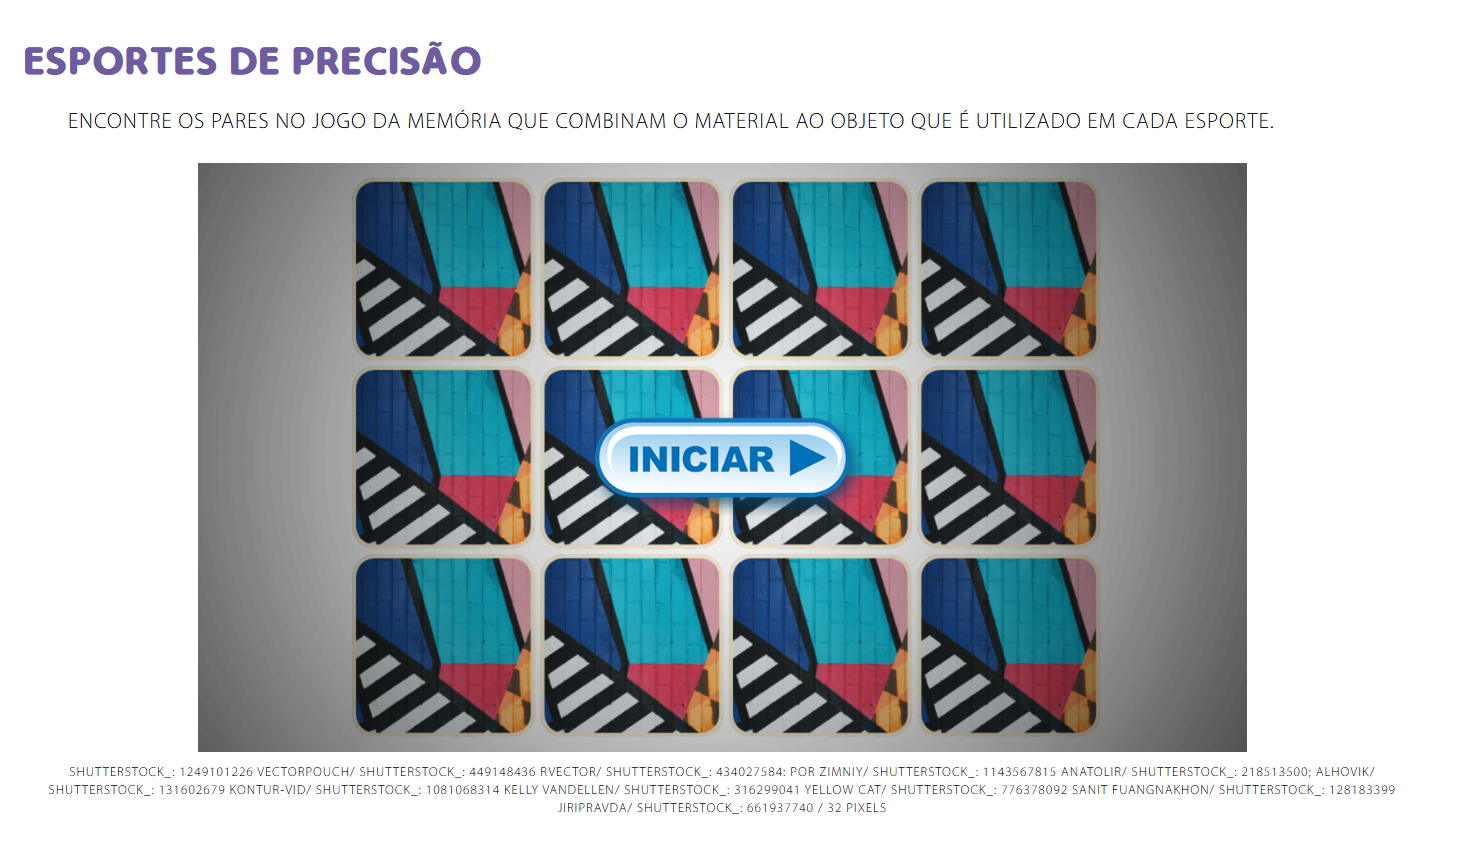 ESPORTES DE PRECISÃO
ENCONTRE OS PARES NO JOGO DA MEMÓRIA QUE COMBINAM O MATERIAL AO OBJETO QUE É UTILIZADO EM CADA ESPORTE.
INICIAR
SHUTTERSTOCK_: 1249101226 VECTORPOUCH/ SHUTTERSTOCK_: 449148436 RVECTOR/ SHUTTERSTOCK_: 434027584: POR ZIMNIY/ SHUTTERSTOCK_: 1143567815 ANATOLIR/ SHUTTERSTOCK_: 218513500; ALHOVIK/
SHUTTERSTOCK_: 131602679 KONTUR-VID/ SHUTTERSTOCK_: 1081068314 KELLY VANDELLEN/ SHUTTERSTOCK_: 316299041 YELLOW CAT/ SHUTTERSTOCK_: 776378092 SANIT FUANGNAKHON/ SHUTTERSTOCK_: 128183399
JIRIPRAVDA/ SHUTTERSTOCK_: 661937740 / 32 PIXELS